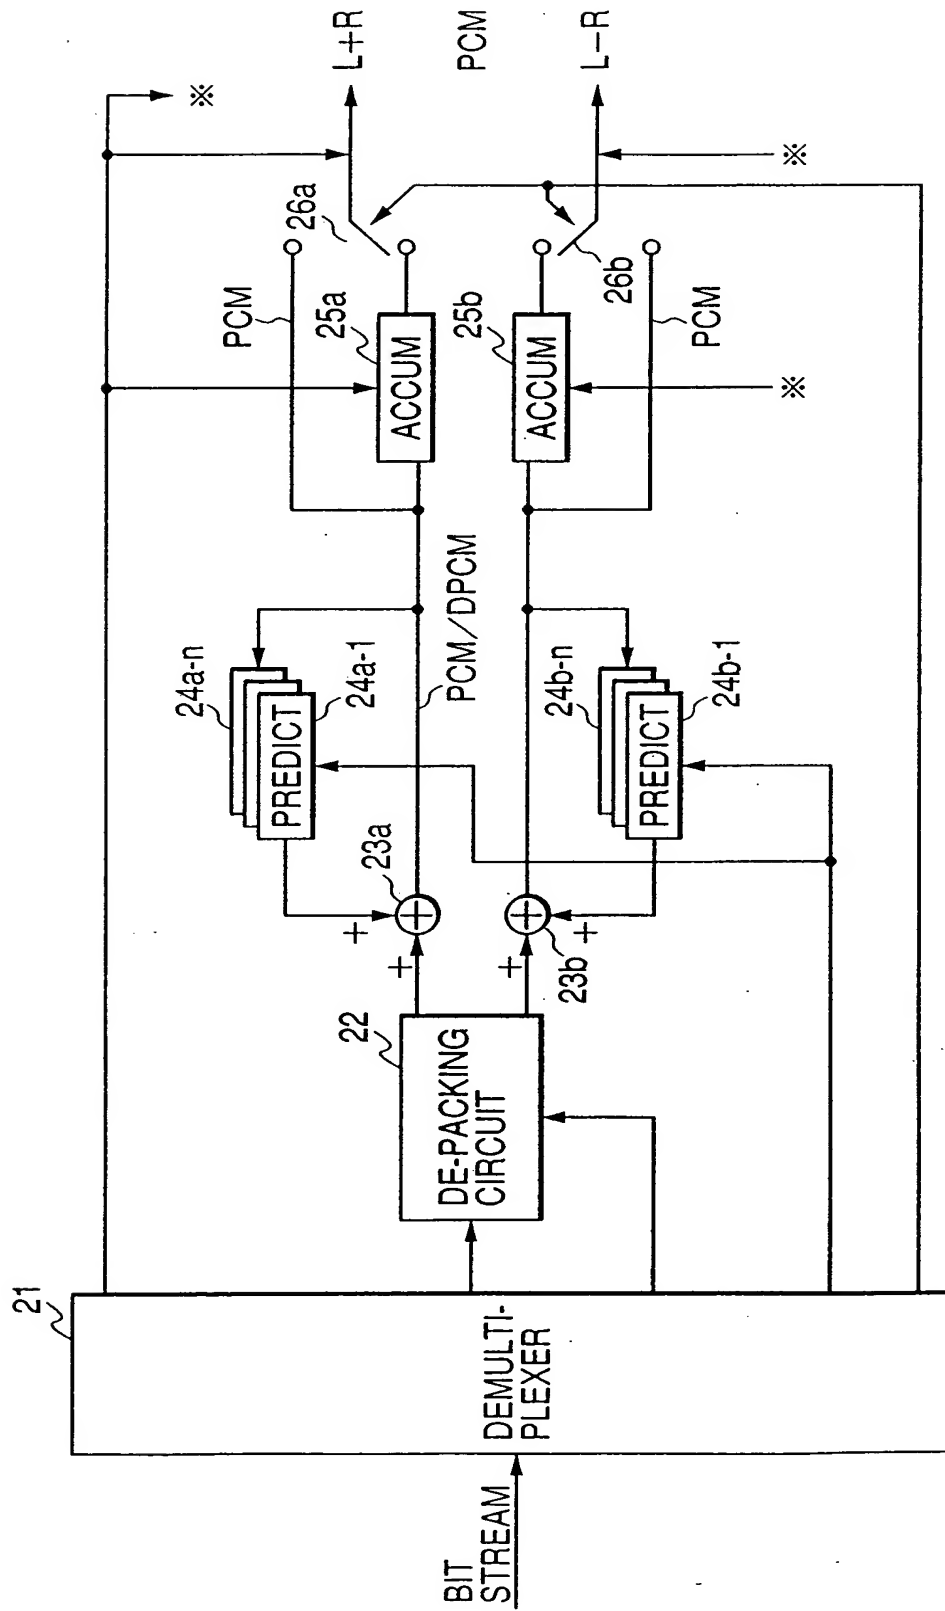 BIT
STREAM
21
DEMULTI-
PLEXER
22
DE-PACKING
CIRCUIT
+
+
23a
+
+
23b
24a-n
PREDICT
24a-1
24b-n
PREDICT
24b-1
PCM/DPCM
PCM
25a
ACCUM
25b
ACCUM
PCM
26a
26b
※
※
※
L+R
PCM
L−R